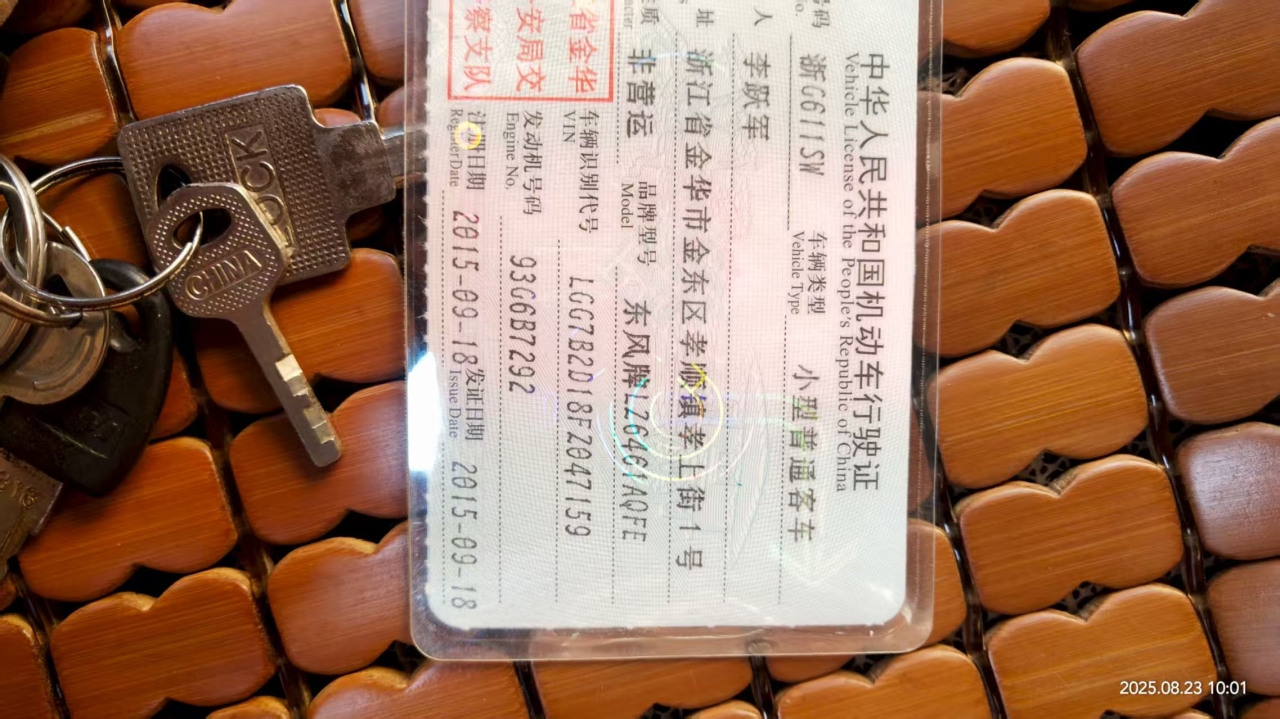 中华人民共和国机动车行驶证
Vehicle License of the People's Republic of China
号码 浙G611SW 车辆类型 小型普通客车
No. Vehicle Type
人 李跃军
址 浙江省金华市金东区孝顺镇孝上街1号
质 非营运 品牌型号 东风牌LZ6461AQFE
Model
省金华
安局交
察支队
车辆识别代号 LGG7B2D18FZ047159
VIN
发动机号码 93G6B7292
Engine No.
注册日期 2015-09-18 发证日期 2015-09-18
Register Date Issue Date
LOCK
CHINA
2025.08.23 10:01